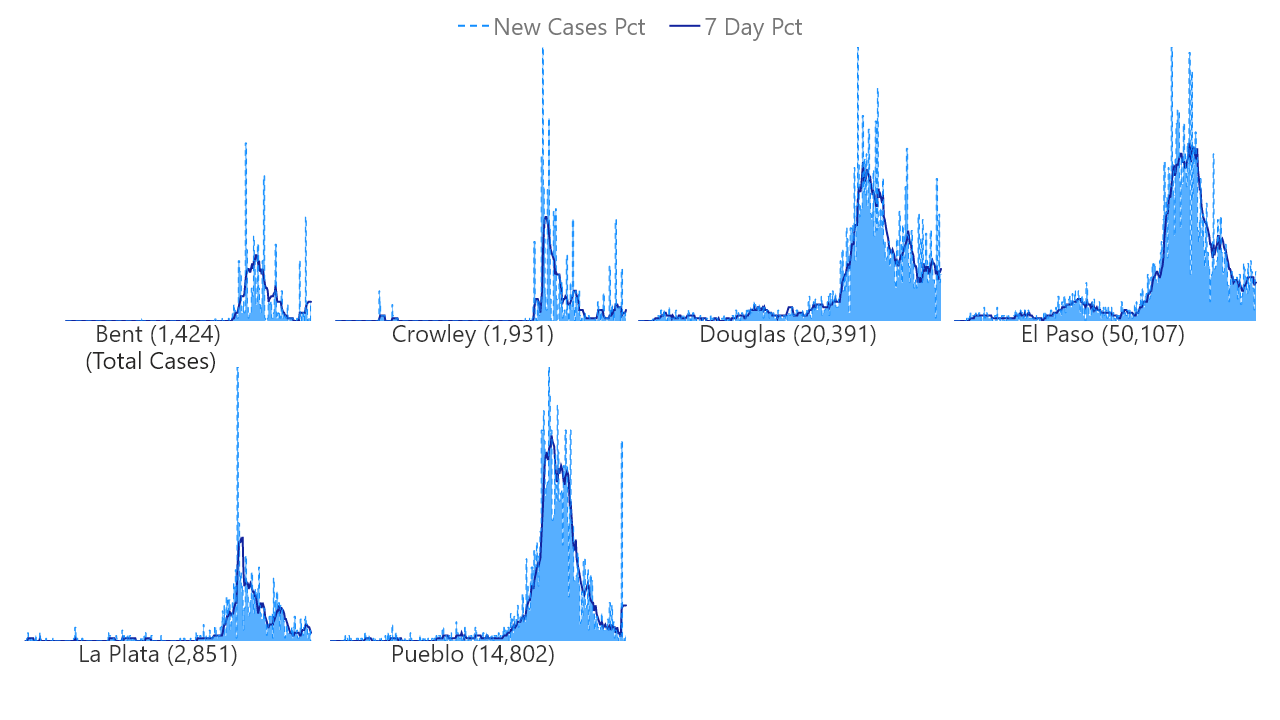 New Cases Pct 7 Day Pct
Bent (1,424)
(Total Cases)
Crowley (1,931)
Douglas (20,391)
El Paso (50,107)
La Plata (2,851)
Pueblo (14,802)